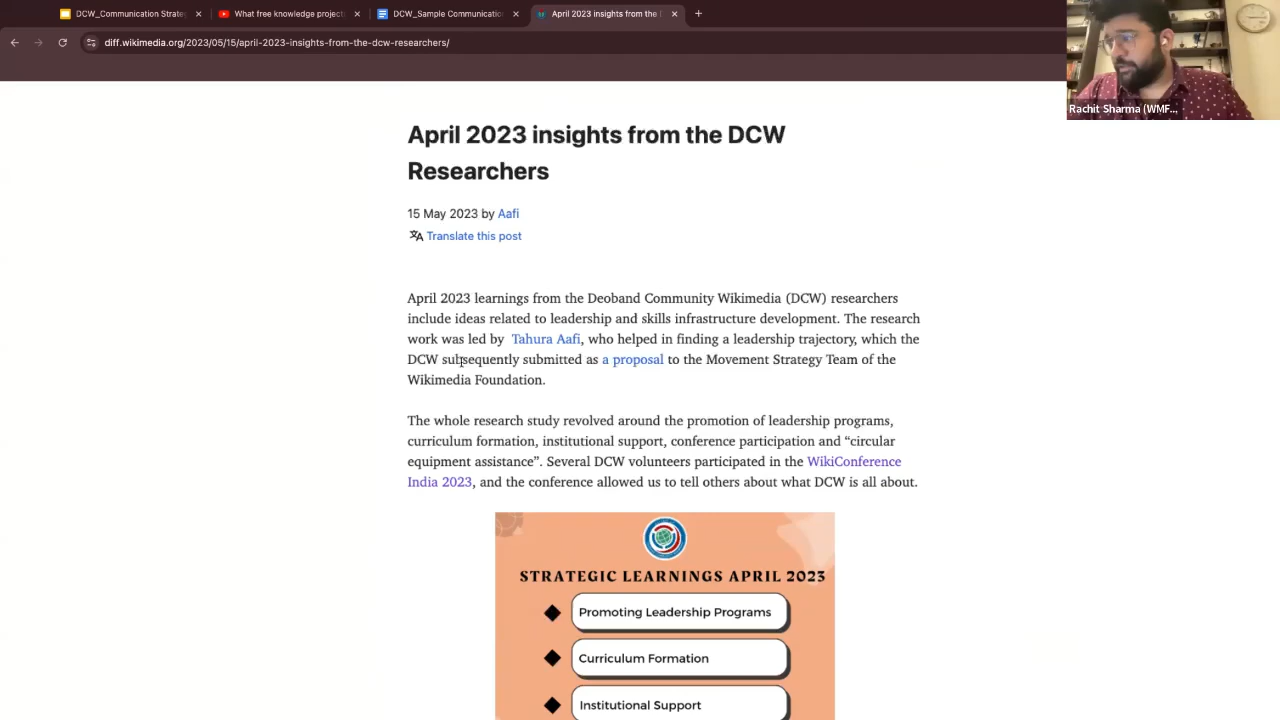 DCW_Communication Strate
What free knowledge project
DCW_Sample Communication
April 2023 insights from the D
diff.wikimedia.org/2023/05/15/april-2023-insights-from-the-dcw-researchers/
Rachit Sharma (WMF...
April 2023 insights from the DCW
Researchers
15 May 2023 by Aafi
Translate this post
April 2023 learnings from the Deoband Community Wikimedia (DCW) researchers
include ideas related to leadership and skills infrastructure development. The research
work was led by Tahura Aafi, who helped in finding a leadership trajectory, which the
DCW subsequently submitted as a proposal to the Movement Strategy Team of the
Wikimedia Foundation.
The whole research study revolved around the promotion of leadership programs,
curriculum formation, institutional support, conference participation and “circular
equipment assistance”. Several DCW volunteers participated in the WikiConference
India 2023, and the conference allowed us to tell others about what DCW is all about.
STRATEGIC LEARNINGS APRIL 2023
Promoting Leadership Programs
Curriculum Formation
Institutional Support